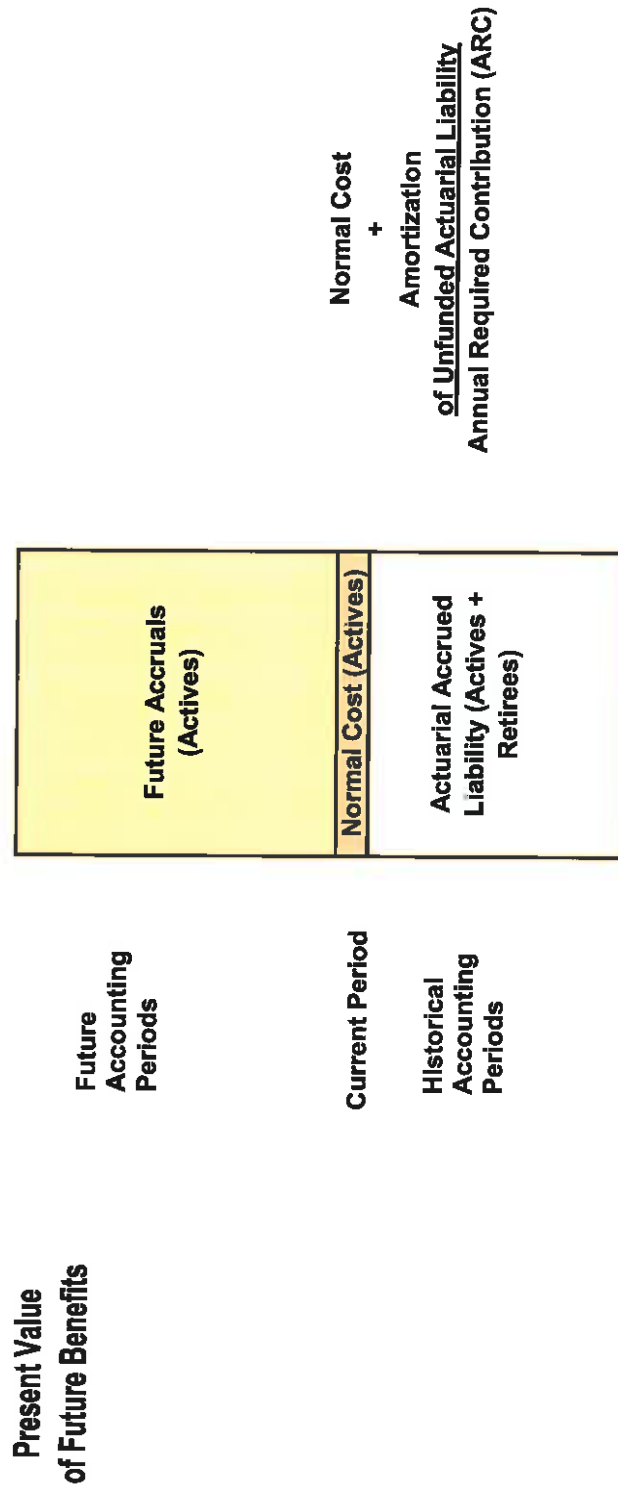 Present Value
of Future Benefits
Future
Accounting
Periods
Current Period
Historical
Accounting
Periods
Future Accruals
(Actives)
Normal Cost (Actives)
Actuarial Accrued
Liability (Actives +
Retirees)
Normal Cost
+
Amortization
of Unfunded Actuarial Liability
Annual Required Contribution (ARC)